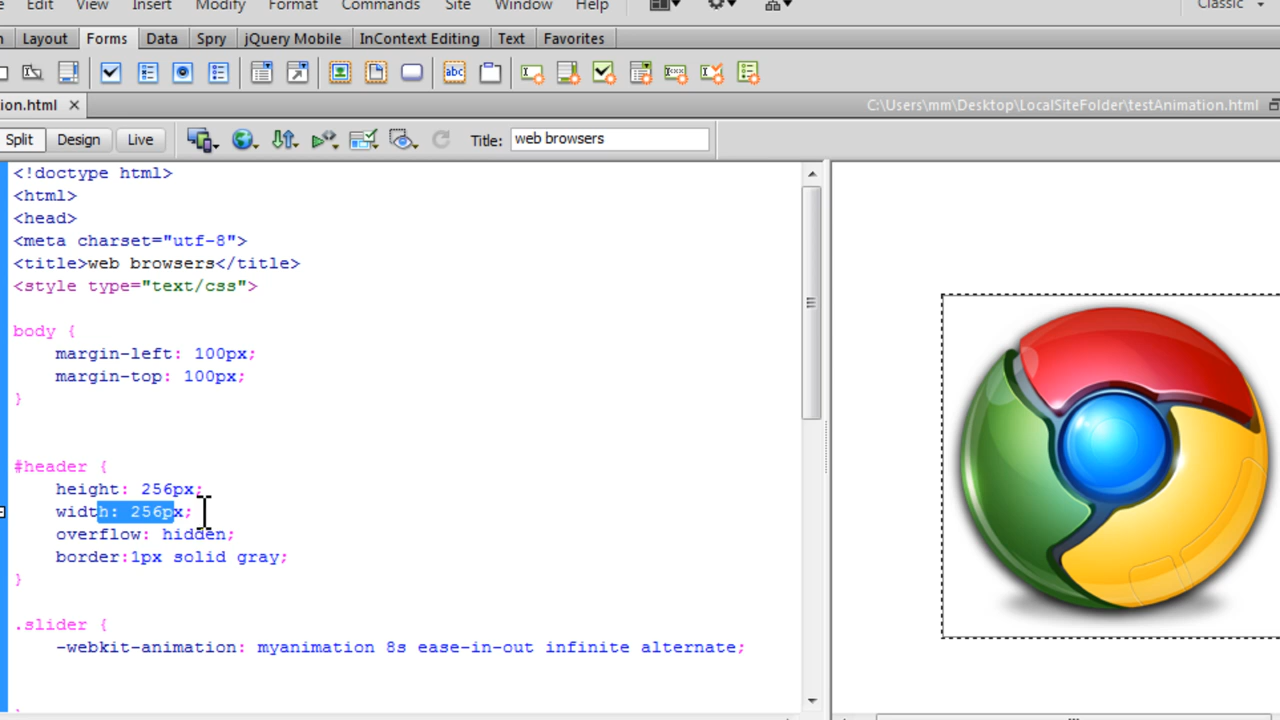 Edit View Insert Modify Format Commands Site Window Help Classic
Layout Forms Data Spry jQuery Mobile InContext Editing Text Favorites
abc
ion.html C:\Users\mm\Desktop\LocalSiteFolder\testAnimation.html
Split Design Live Title: web browsers
<!doctype html>
<html>
<head>
<meta charset="utf-8">
<title>web browsers</title>
<style type="text/css">
body {
margin-left: 100px;
margin-top: 100px;
}
#header {
height: 256px;
width: 256px;
overflow: hidden;
border:1px solid gray;
}
.slider {
-webkit-animation: myanimation 8s ease-in-out infinite alternate;